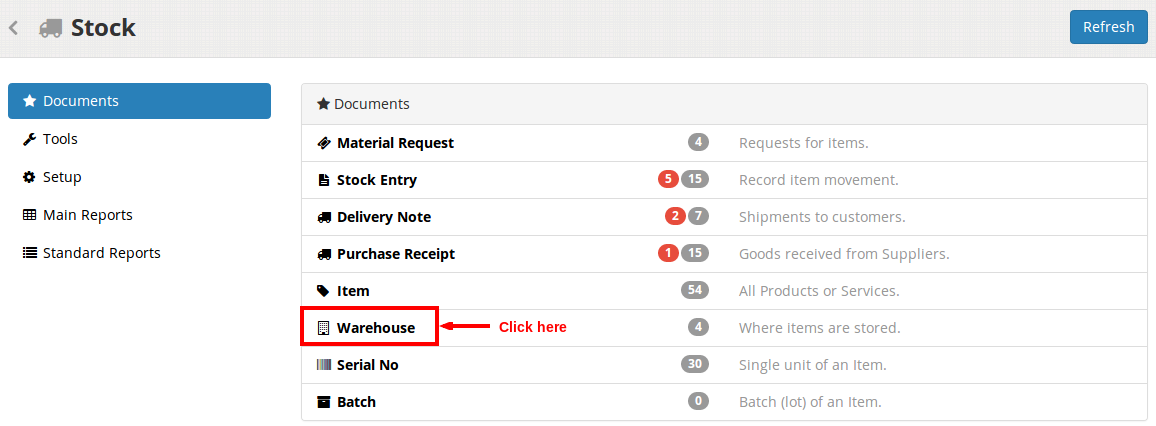 Stock
Refresh
Documents
Tools
Setup
Main Reports
Standard Reports
Documents
Material Request 4 Requests for items.
Stock Entry 5 15 Record item movement.
Delivery Note 2 7 Shipments to customers.
Purchase Receipt 1 15 Goods received from Suppliers.
Item 54 All Products or Services.
Warehouse Click here 4 Where items are stored.
Serial No 30 Single unit of an Item.
Batch 0 Batch (lot) of an Item.